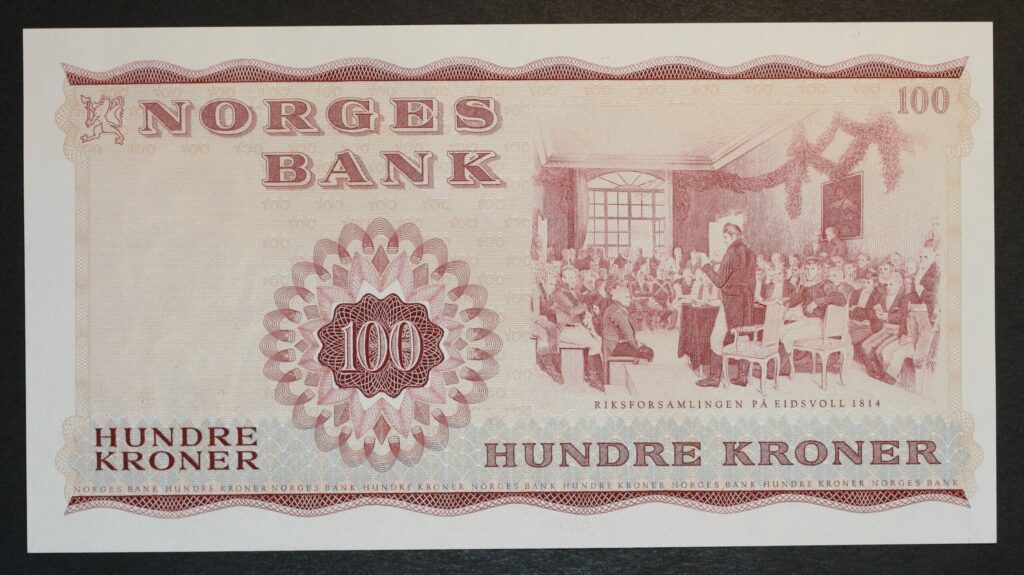 NORGES
BANK
100
100
RIKSFORSAMLINGEN PÅ EIDSVOLL 1814
HUNDRE
KRONER
HUNDRE KRONER
NORGES BANK HUNDRE KRONER NORGES BANK HUNDRE KRONER NORGES BANK HUNDRE KRONER NORGES BANK HUNDRE KRONER NORGES BANK